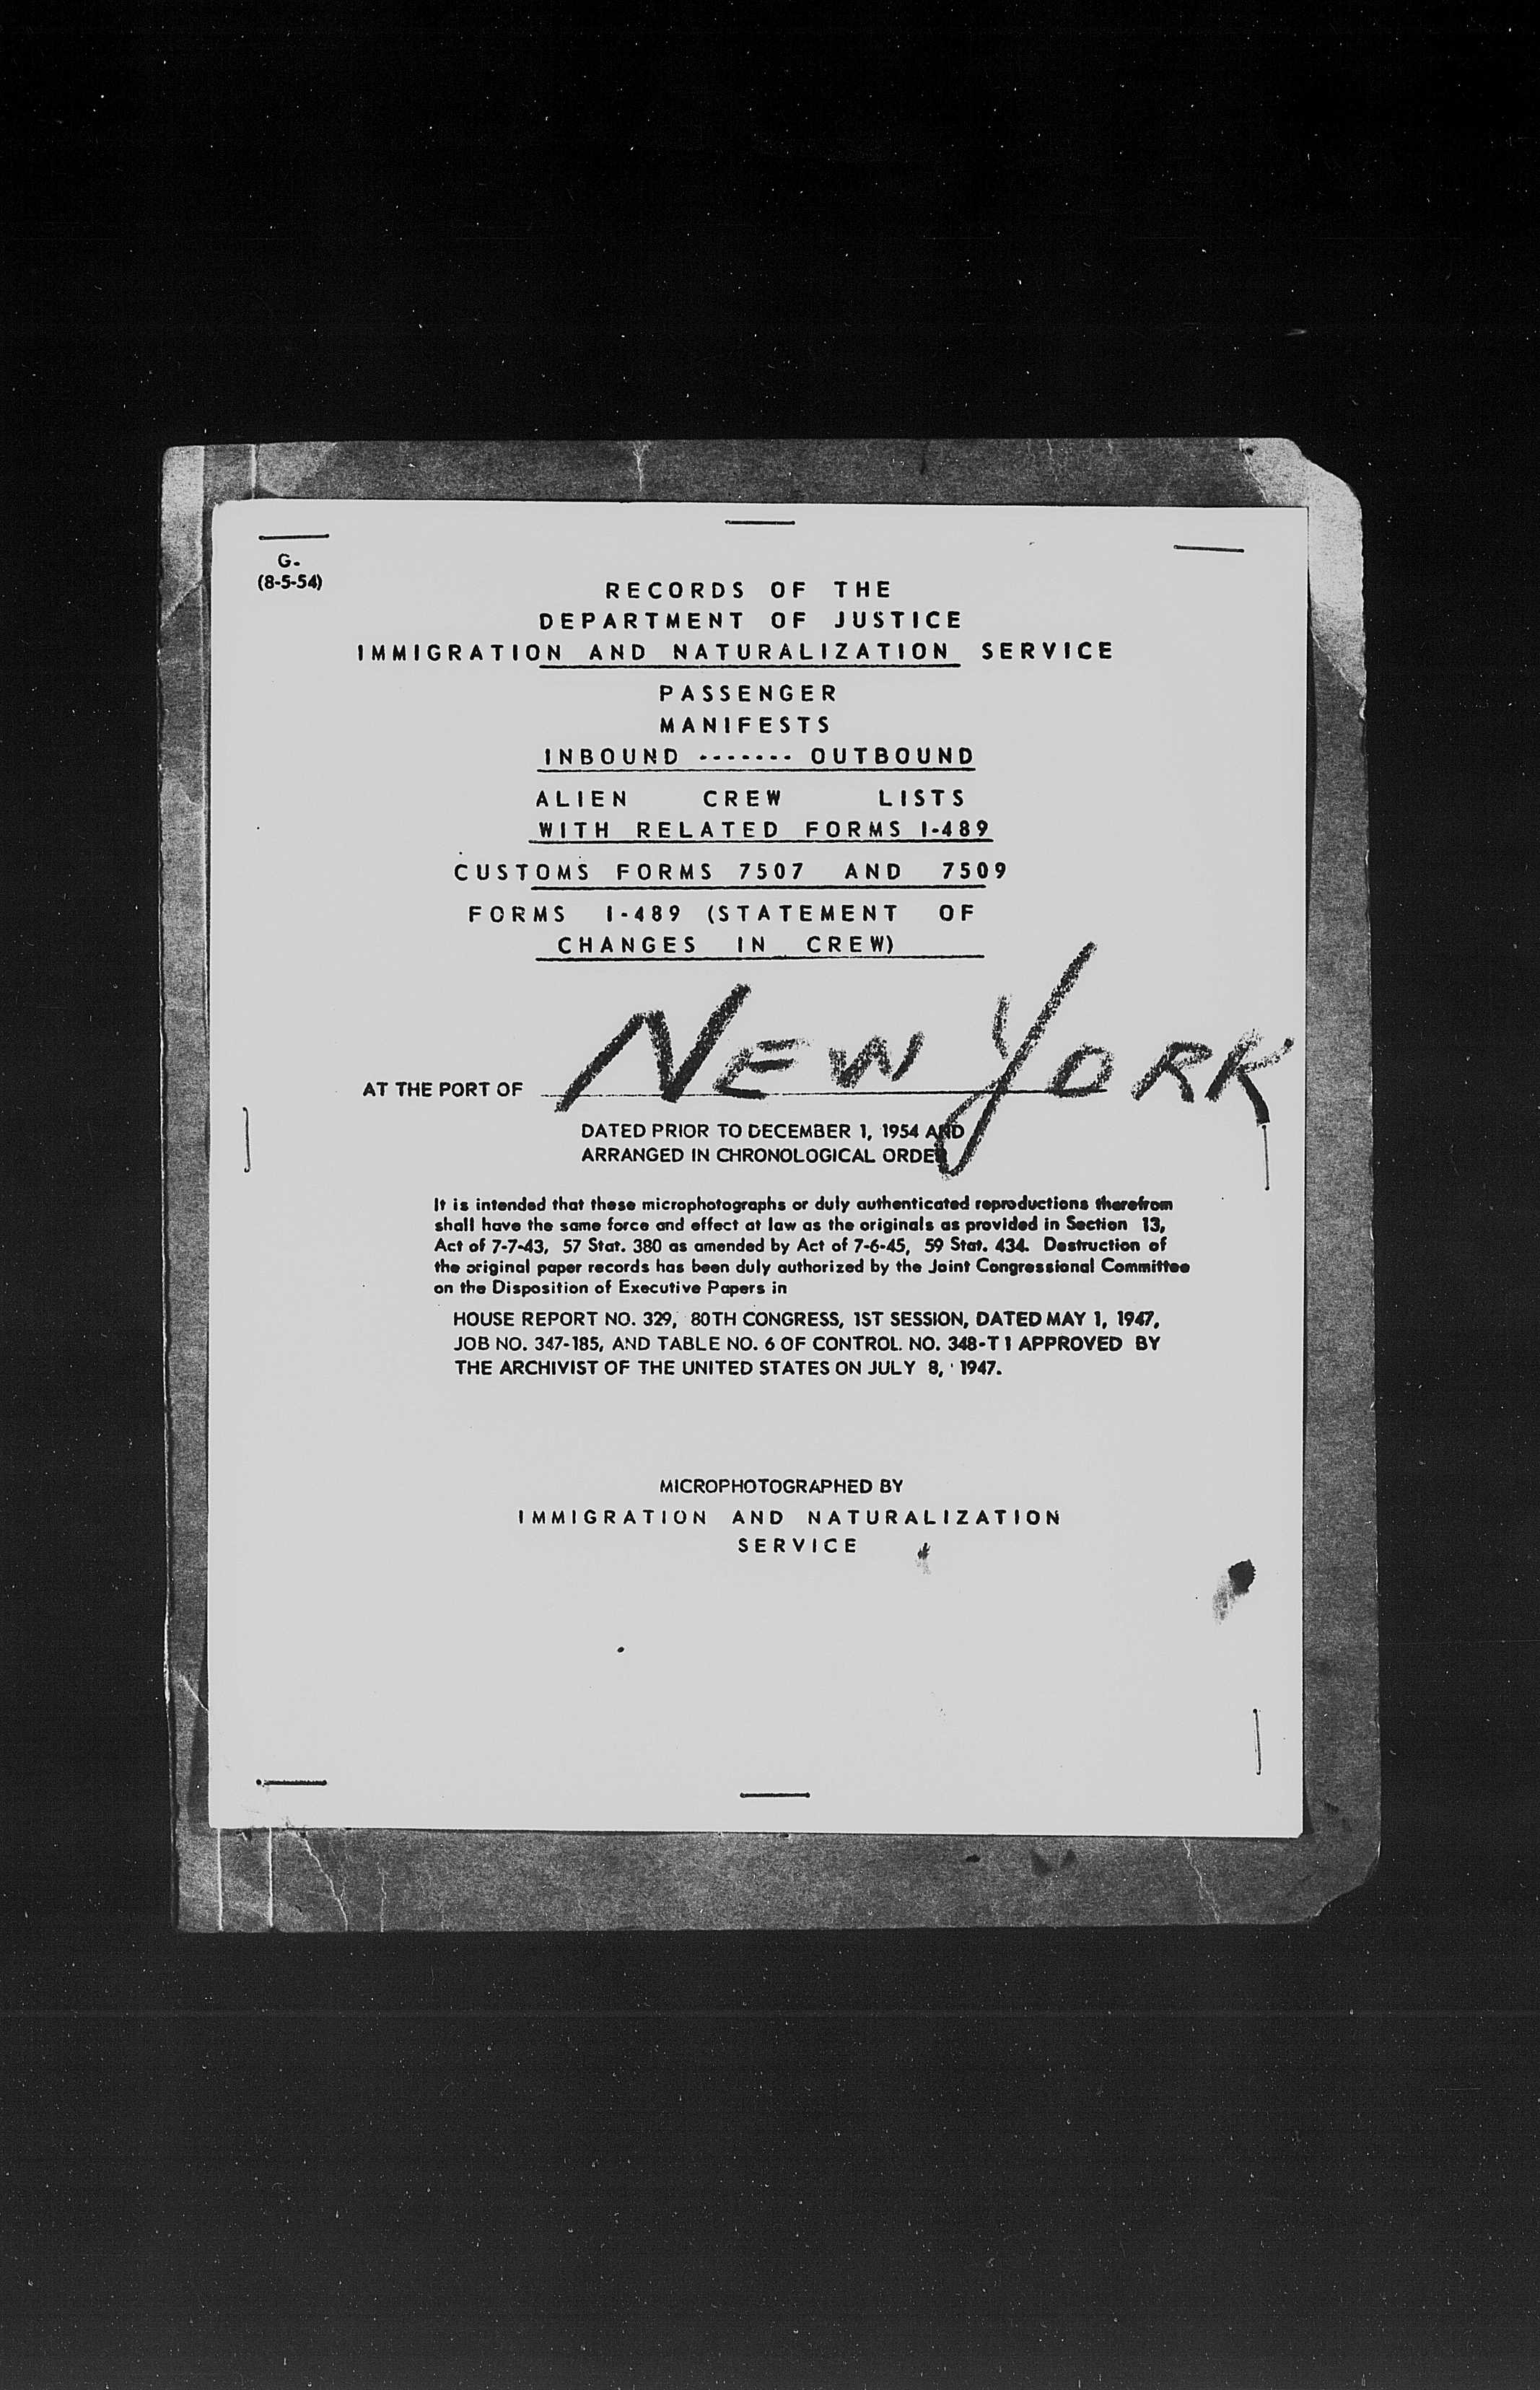 G.
(8-5-54)
RECORDS OF THE
DEPARTMENT OF JUSTICE
IMMIGRATION AND NATURALIZATION SERVICE
PASSENGER
MANIFESTS
INBOUND ------- OUTBOUND
ALIEN CREW LISTS
WITH RELATED FORMS I-489
CUSTOMS FORMS 7507 AND 7509
FORMS I-489 (STATEMENT OF
CHANGES IN CREW)
AT THE PORT OF NEW YORK
DATED PRIOR TO DECEMBER 1, 1954 AND
ARRANGED IN CHRONOLOGICAL ORDER
It is intended that these microphotographs or duly authenticated reproductions therefrom
shall have the same force and effect at law as the originals as provided in Section 13,
Act of 7-7-43, 57 Stat. 380 as amended by Act of 7-6-45, 59 Stat. 434. Destruction of
the original paper records has been duly authorized by the Joint Congressional Committee
on the Disposition of Executive Papers in
HOUSE REPORT NO. 329, 80TH CONGRESS, 1ST SESSION, DATED MAY 1, 1947,
JOB NO. 347-185, AND TABLE NO. 6 OF CONTROL NO. 348-T1 APPROVED BY
THE ARCHIVIST OF THE UNITED STATES ON JULY 8, 1947.
MICROPHOTOGRAPHED BY
IMMIGRATION AND NATURALIZATION
SERVICE